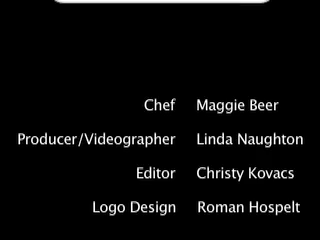 Chef Maggie Beer
Producer/Videographer Linda Naughton
Editor Christy Kovacs
Logo Design Roman Hospelt